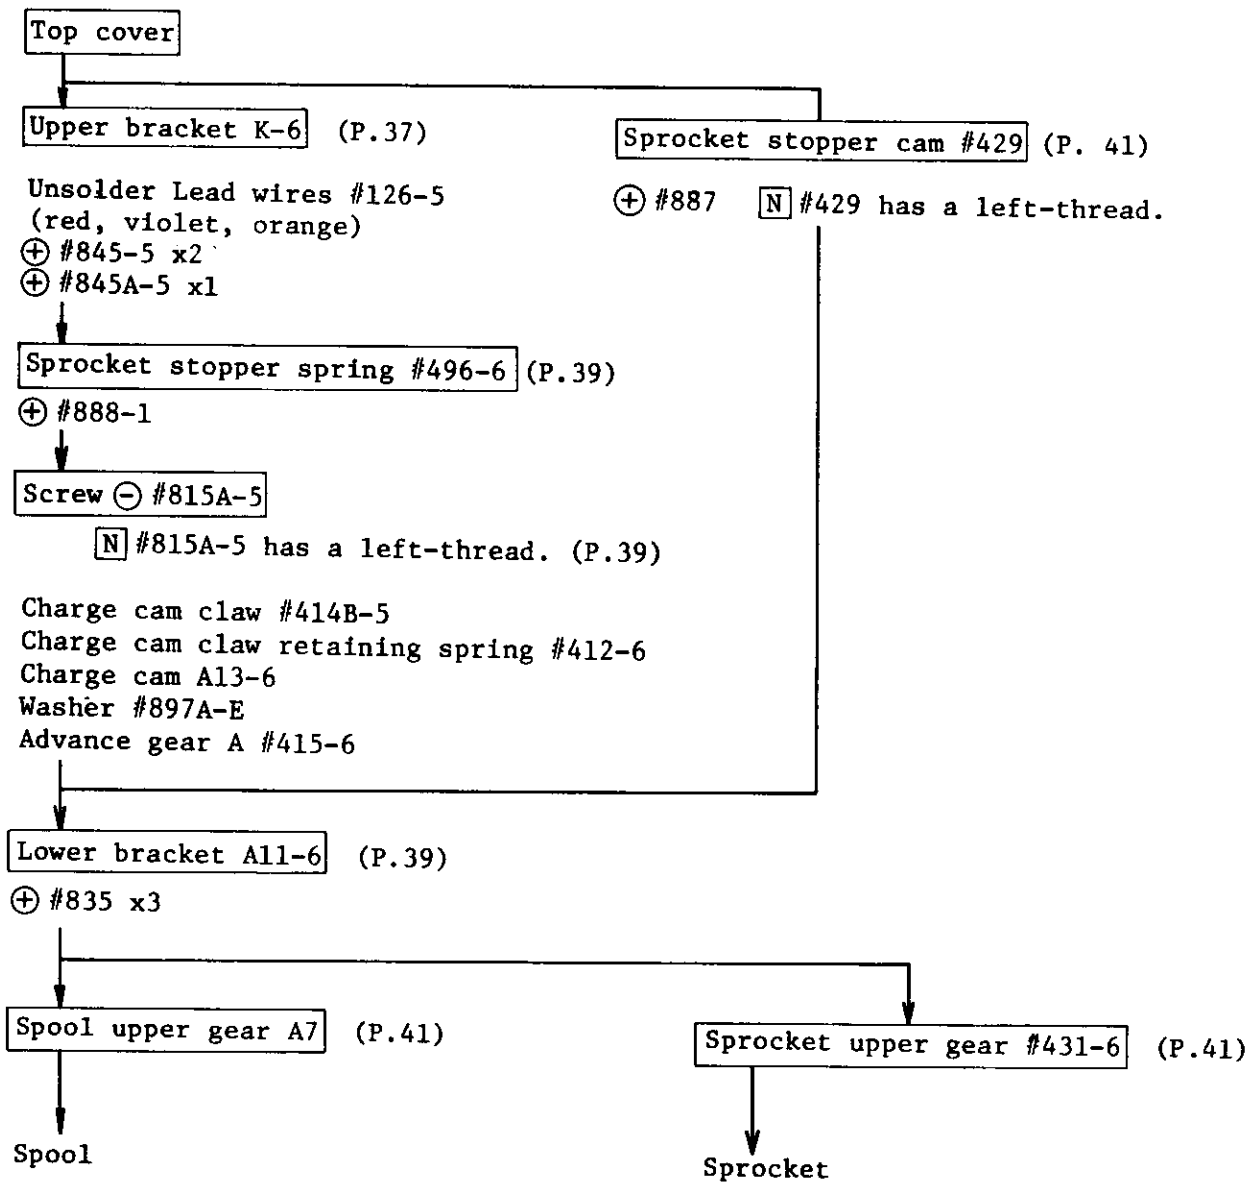 Top cover
Upper bracket K-6 (P.37)
Sprocket stopper cam #429 (P. 41)
Unsolder Lead wires #126-5
(red, violet, orange)
⊕ #845-5 x2
⊕ #845A-5 x1
⊕ #887 N #429 has a left-thread.
Sprocket stopper spring #496-6 (P.39)
⊕ #888-1
Screw ⊖ #815A-5
N #815A-5 has a left-thread. (P.39)
Charge cam claw #414B-5
Charge cam claw retaining spring #412-6
Charge cam A13-6
Washer #897A-E
Advance gear A #415-6
Lower bracket A11-6 (P.39)
⊕ #835 x3
Spool upper gear A7 (P.41)
Sprocket upper gear #431-6 (P.41)
Spool
Sprocket